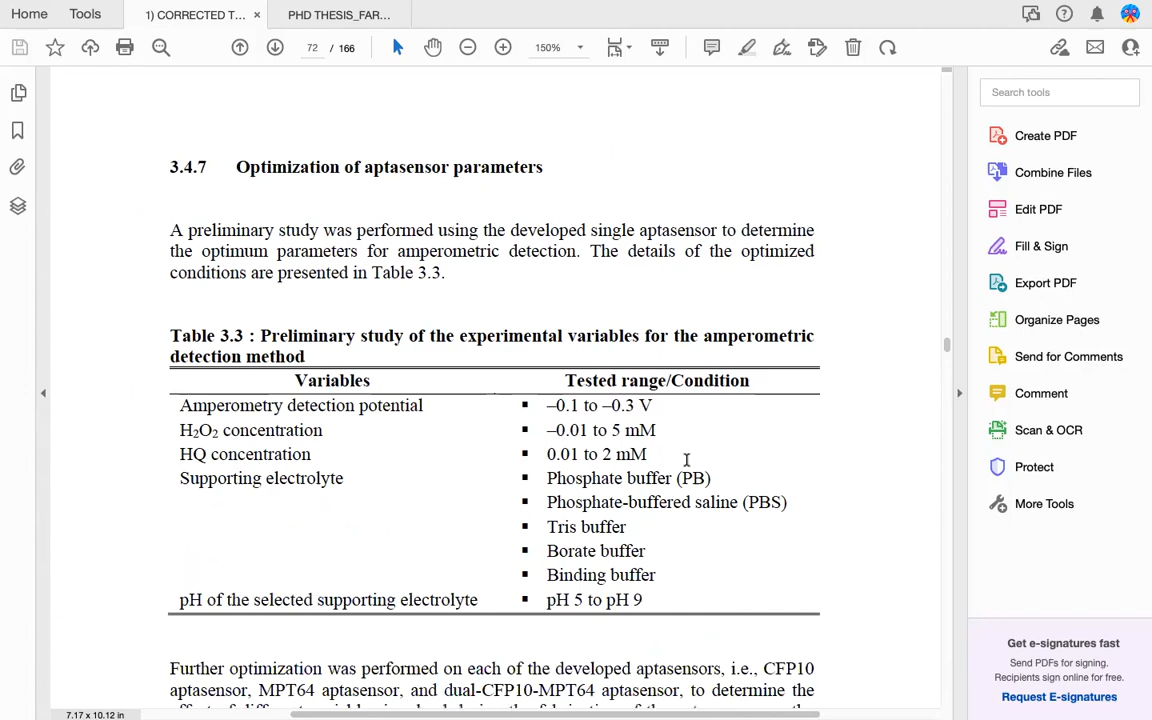 Home
Tools
1) CORRECTED T...
PHD THESIS_FAR...
72 / 166
150%
Search tools
Create PDF
Combine Files
Edit PDF
Fill & Sign
Export PDF
Organize Pages
Send for Comments
Comment
Scan & OCR
Protect
More Tools
Get e-signatures fast
Send PDFs for signing.
Recipients sign online for free.
Request E-signatures
3.4.7 Optimization of aptasensor parameters
A preliminary study was performed using the developed single aptasensor to determine
the optimum parameters for amperometric detection. The details of the optimized
conditions are presented in Table 3.3.
Table 3.3 : Preliminary study of the experimental variables for the amperometric
detection method
Variables Tested range/Condition
Amperometry detection potential ▪ –0.1 to –0.3 V
H₂O₂ concentration ▪ –0.01 to 5 mM
HQ concentration ▪ 0.01 to 2 mM
Supporting electrolyte ▪ Phosphate buffer (PB)
▪ Phosphate-buffered saline (PBS)
▪ Tris buffer
▪ Borate buffer
▪ Binding buffer
pH of the selected supporting electrolyte ▪ pH 5 to pH 9
Further optimization was performed on each of the developed aptasensors, i.e., CFP10
aptasensor, MPT64 aptasensor, and dual-CFP10-MPT64 aptasensor, to determine the
7.17 x 10.12 in